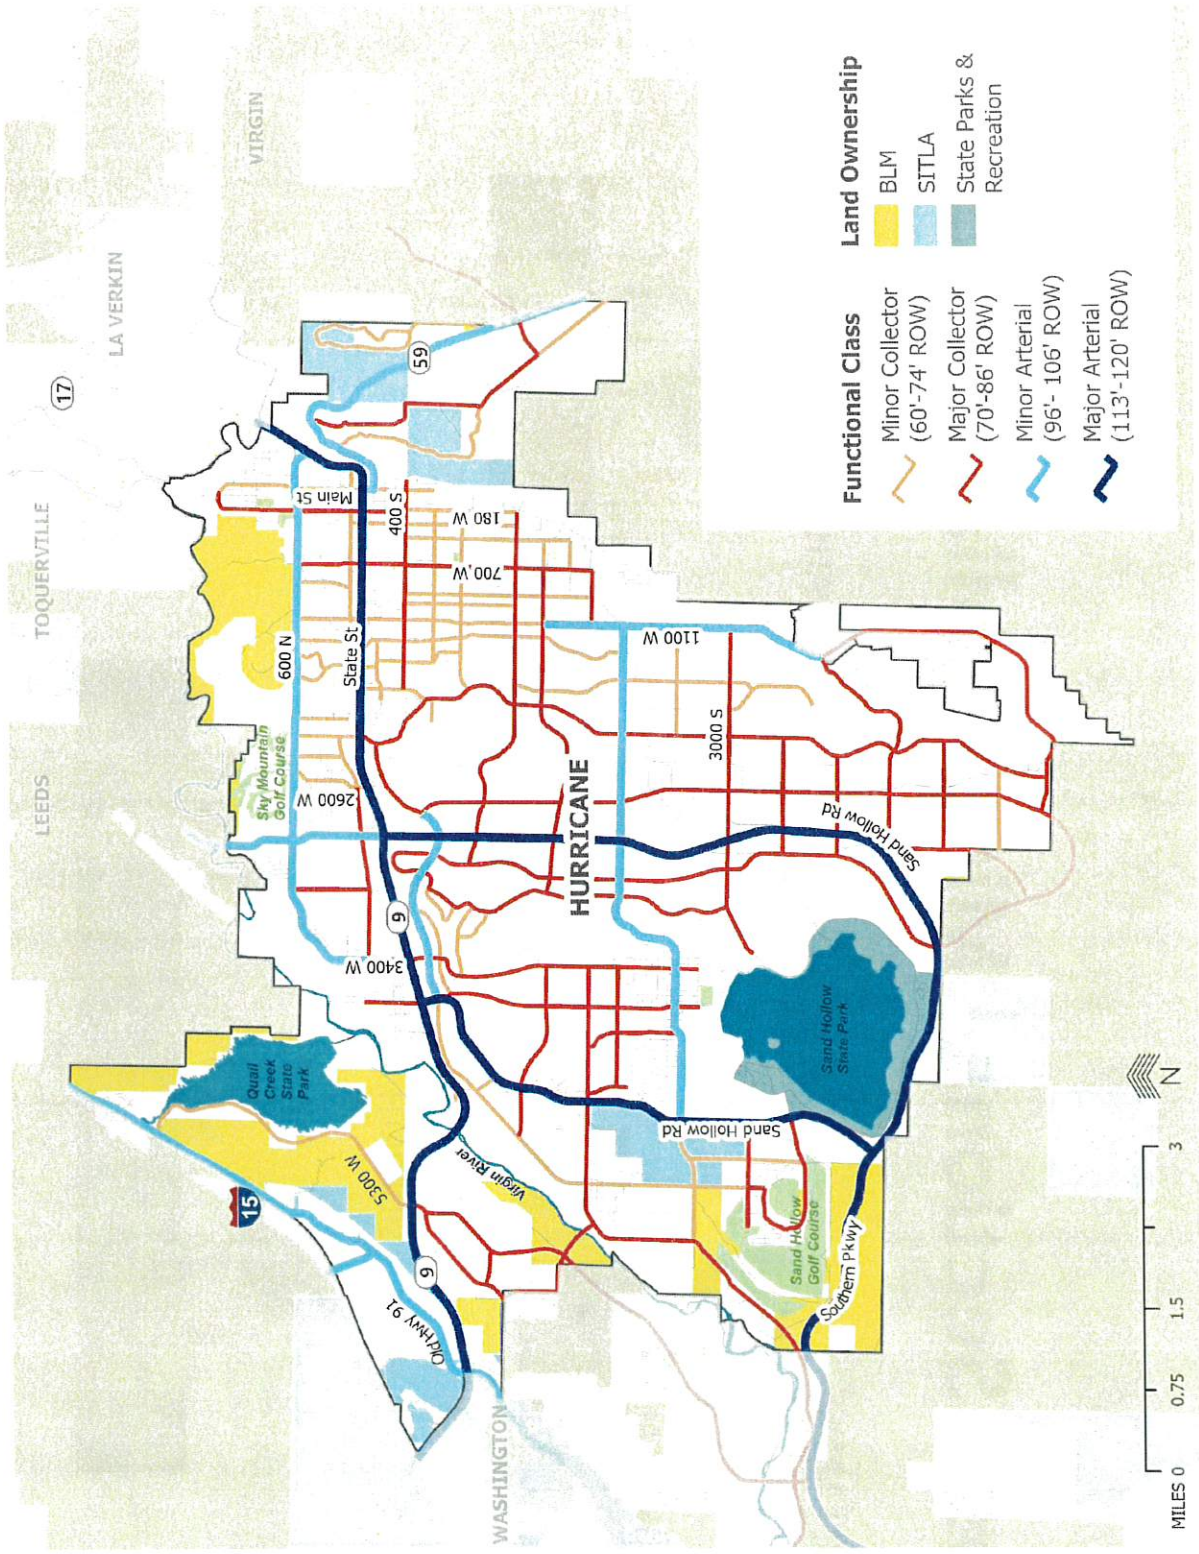 LEEDS
TOQUERVILLE
17
LA VERKIN
VIRGIN
15
Quail
Creek
State
Park
Sky Mountain
Golf Course
600 N
Main St
State St
5300 W
3400 W
2600 W
9
9
59
Old Hwy 91
Virgin River
400 S
180 W
700 W
WASHINGTON
HURRICANE
1100 W
3000 S
Sand Hollow Rd
Sand Hollow Rd
Sand Hollow
Golf Course
Sand Hollow
State Park
Southern Pkwy
Functional Class
Minor Collector
(60'-74' ROW)
Major Collector
(70'-86' ROW)
Minor Arterial
(96'- 106' ROW)
Major Arterial
(113'-120' ROW)
Land Ownership
BLM
SITLA
State Parks &
Recreation
MILES 0 0.75 1.5 3
N